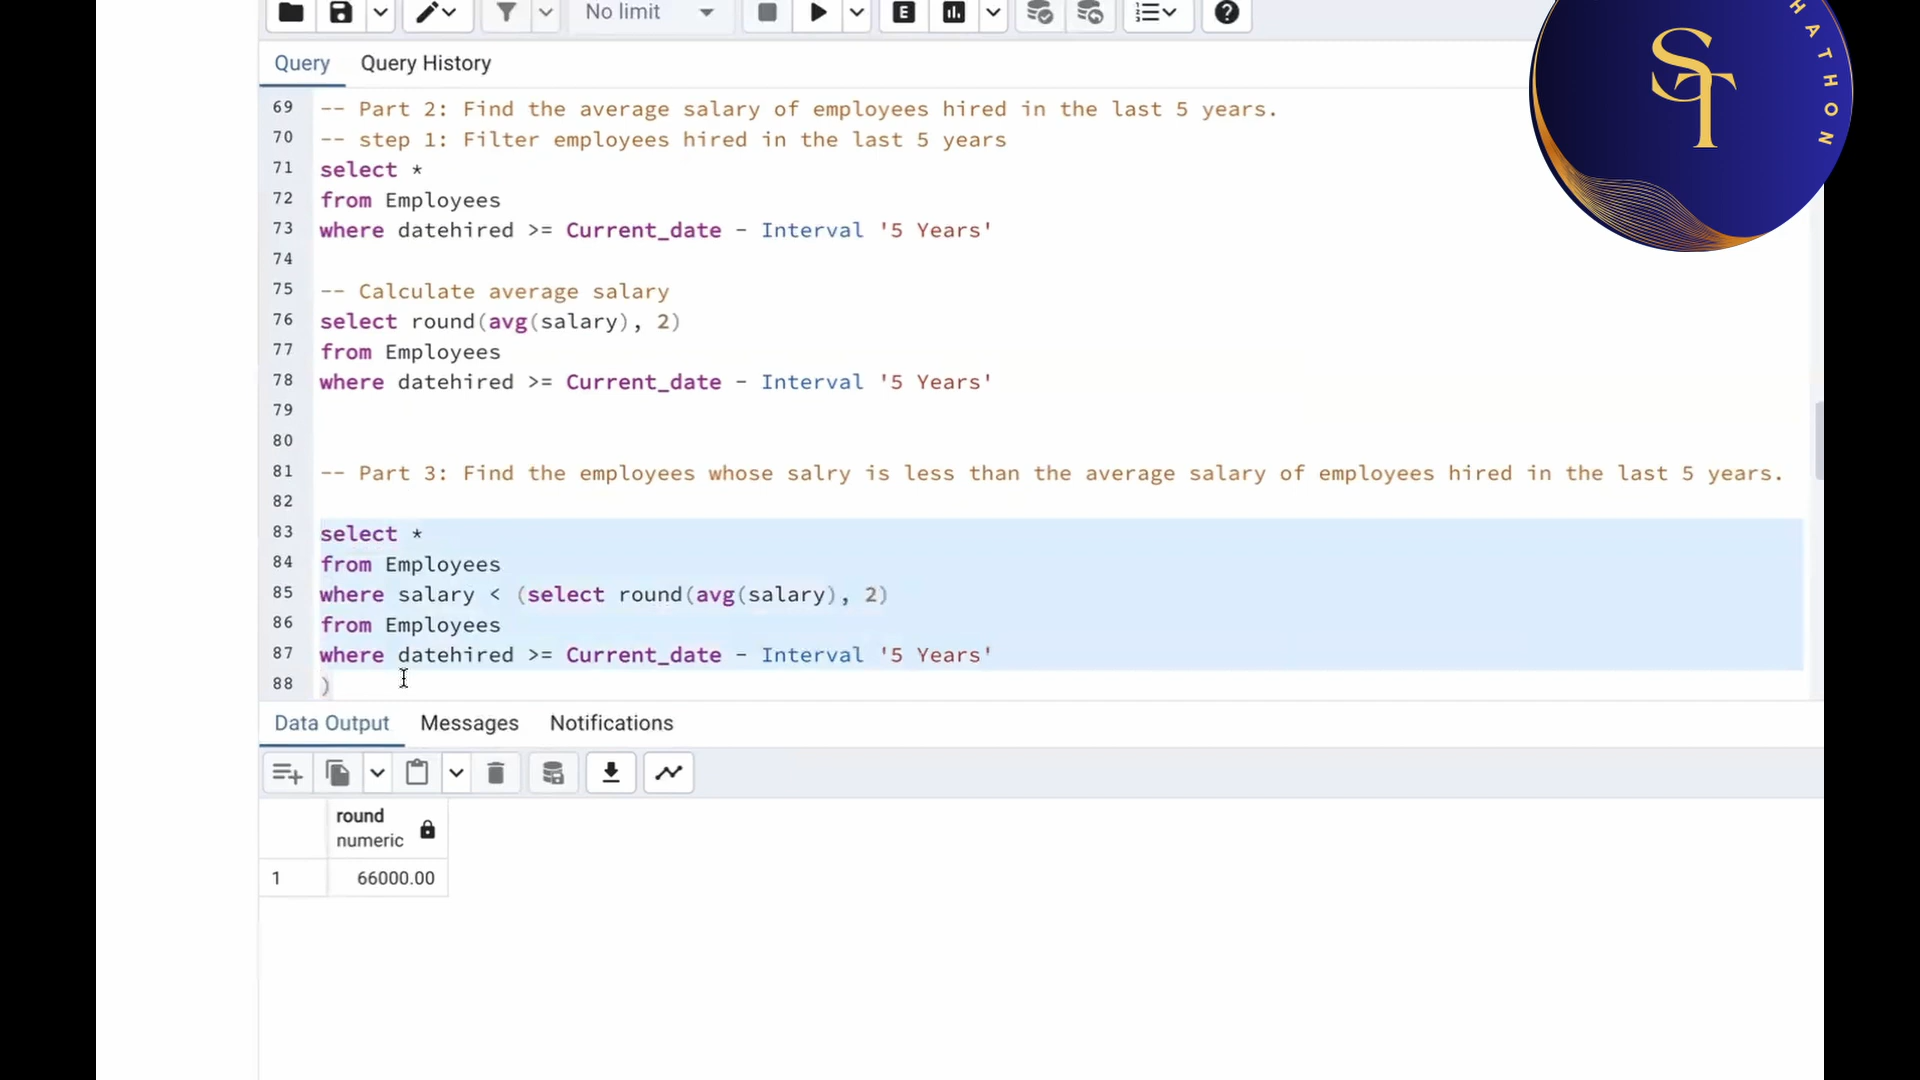 No limit
E
Query Query History
69 -- Part 2: Find the average salary of employees hired in the last 5 years.
70 -- step 1: Filter employees hired in the last 5 years
71 select *
72 from Employees
73 where datehired >= Current_date - Interval '5 Years'
74
75 -- Calculate average salary
76 select round(avg(salary), 2)
77 from Employees
78 where datehired >= Current_date - Interval '5 Years'
79
80
81 -- Part 3: Find the employees whose salry is less than the average salary of employees hired in the last 5 years.
82
83 select *
84 from Employees
85 where salary < (select round(avg(salary), 2)
86 from Employees
87 where datehired >= Current_date - Interval '5 Years'
88 )
Data Output Messages Notifications
round
numeric
1 66000.00
ST
HATHON